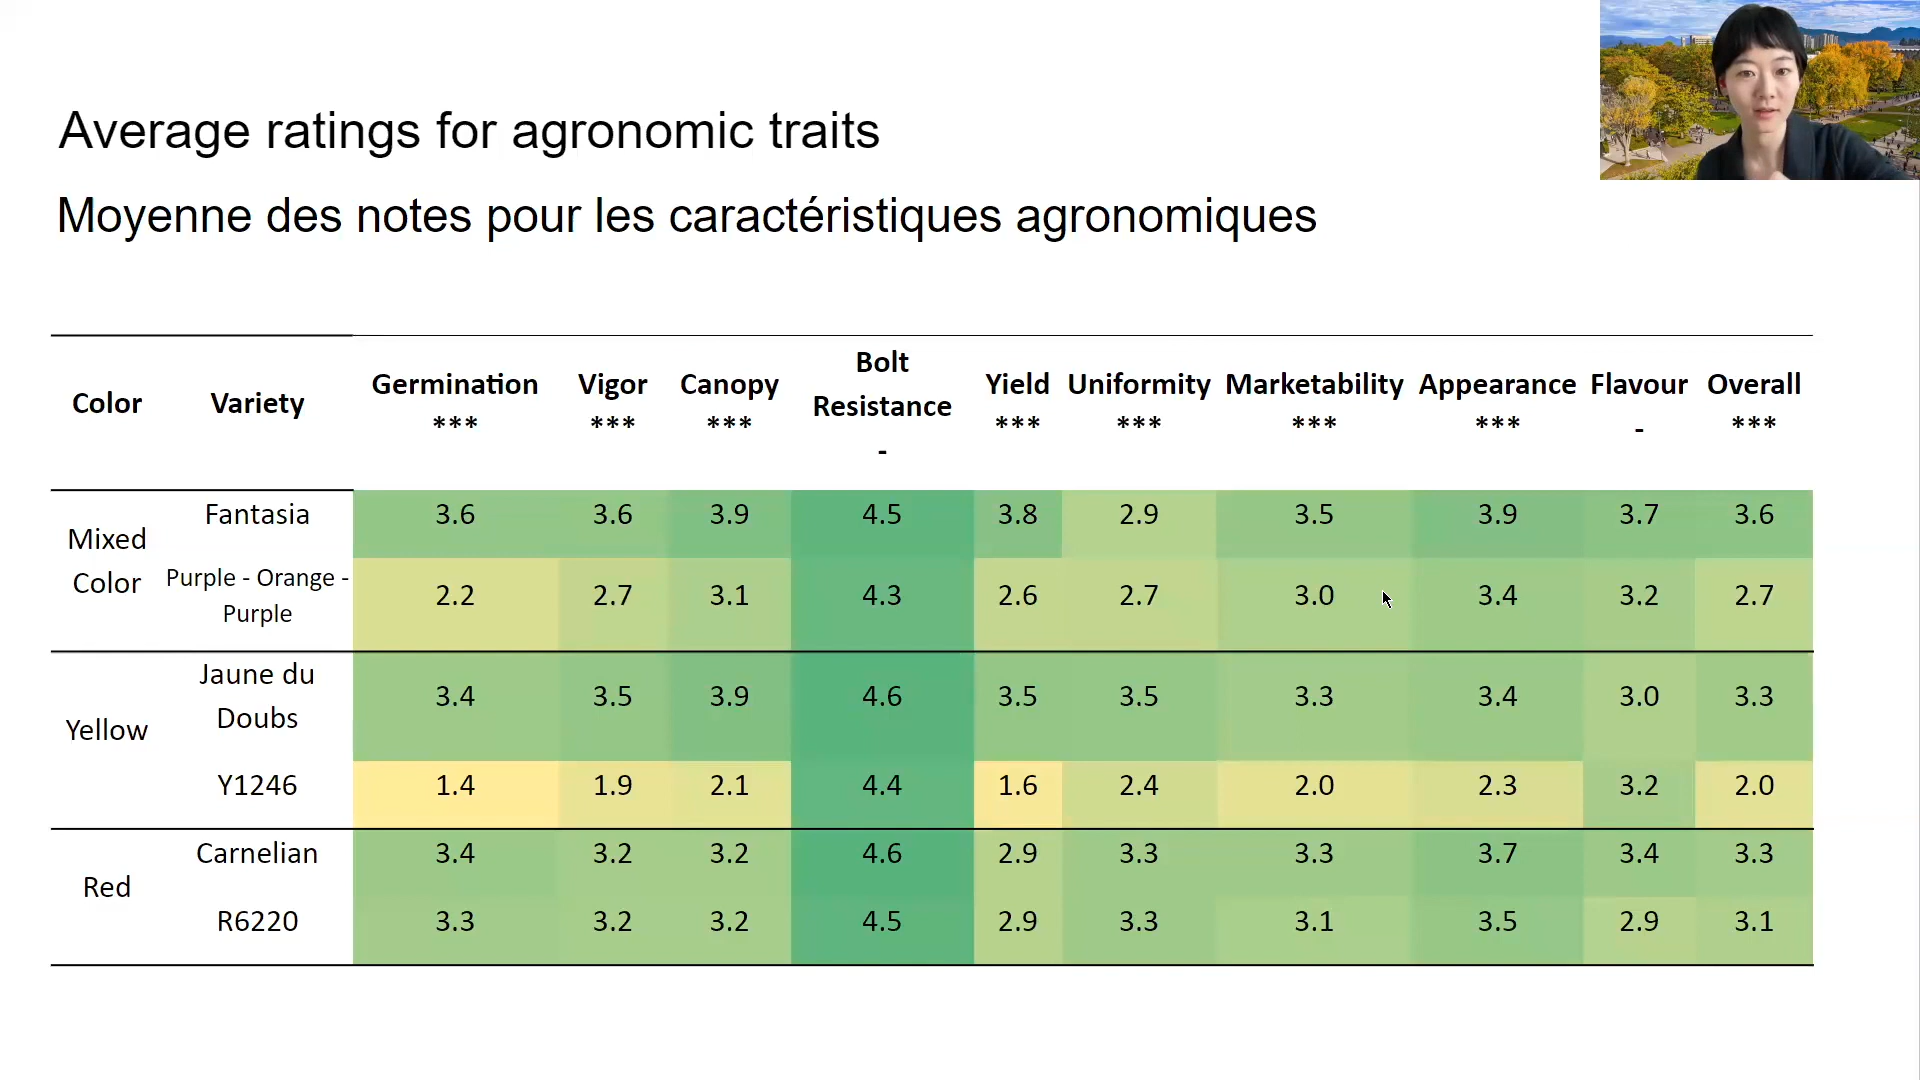 Average ratings for agronomic traits
Moyenne des notes pour les caractéristiques agronomiques
Color Variety Germination *** Vigor *** Canopy *** Bolt Resistance - Yield *** Uniformity *** Marketability *** Appearance *** Flavour - Overall ***
Mixed Color
Fantasia 3.6 3.6 3.9 4.5 3.8 2.9 3.5 3.9 3.7 3.6
Purple - Orange - Purple 2.2 2.7 3.1 4.3 2.6 2.7 3.0 3.4 3.2 2.7
Yellow
Jaune du Doubs 3.4 3.5 3.9 4.6 3.5 3.5 3.3 3.4 3.0 3.3
Y1246 1.4 1.9 2.1 4.4 1.6 2.4 2.0 2.3 3.2 2.0
Red
Carnelian 3.4 3.2 3.2 4.6 2.9 3.3 3.3 3.7 3.4 3.3
R6220 3.3 3.2 3.2 4.5 2.9 3.3 3.1 3.5 2.9 3.1